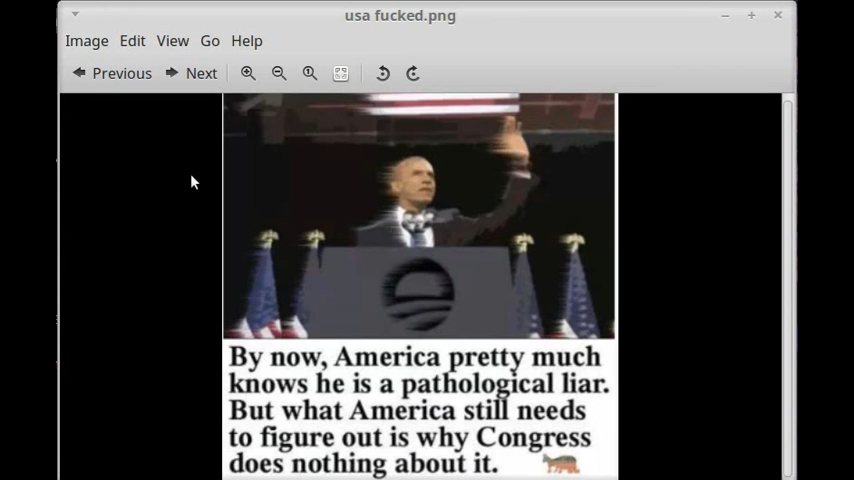 usa fucked.png
Image Edit View Go Help
Previous Next
By now, America pretty much
knows he is a pathological liar.
But what America still needs
to figure out is why Congress
does nothing about it.